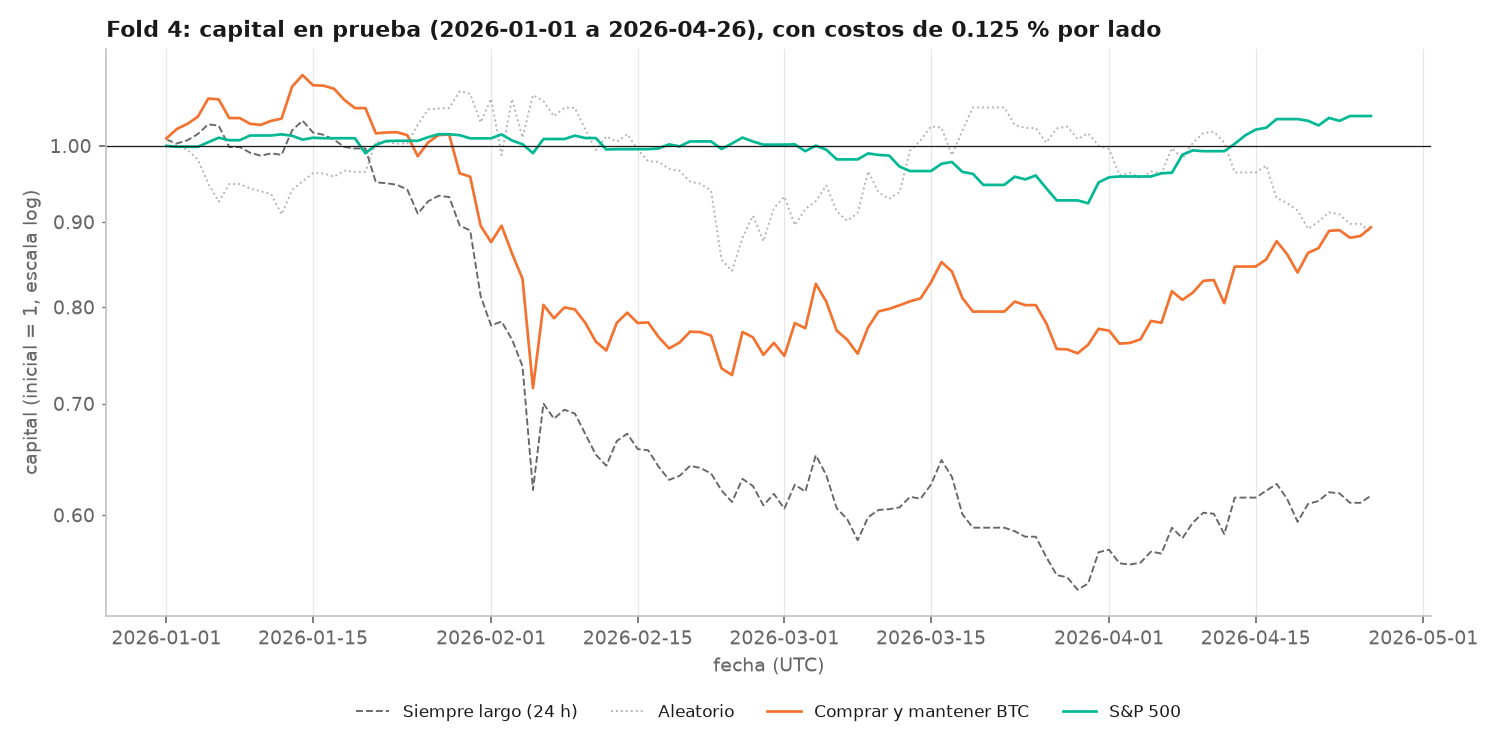 Fold 4: capital en prueba (2026-01-01 a 2026-04-26), con costos de 0.125 % por lado
capital (inicial = 1, escala log)
1.00
0.90
0.80
0.70
0.60
2026-01-01 2026-01-15 2026-02-01 2026-02-15 2026-03-01 2026-03-15 2026-04-01 2026-04-15 2026-05-01
fecha (UTC)
Siempre largo (24 h) Aleatorio Comprar y mantener BTC S&P 500